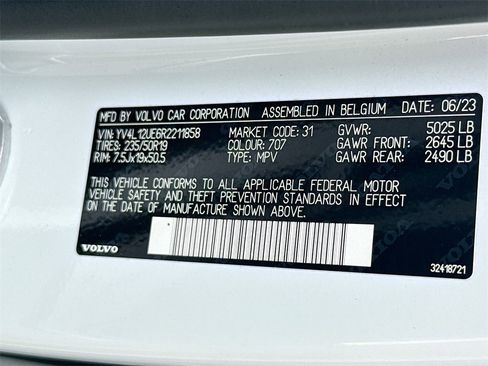 MFD BY VOLVO CAR CORPORATION ASSEMBLED IN BELGIUM DATE: 06/23
VIN: YV4L12UE6R2211858 MARKET CODE: 31 GVWR: 5025 LB
TIRES: 235/50R19 COLOUR: 707 GAWR FRONT: 2645 LB
RIM: 7.5Jx19x50.5 TYPE: MPV GAWR REAR: 2490 LB
THIS VEHICLE CONFORMS TO ALL APPLICABLE FEDERAL MOTOR
VEHICLE SAFETY AND THEFT PREVENTION STANDARDS IN EFFECT
ON THE DATE OF MANUFACTURE SHOWN ABOVE.
VOLVO 32418721